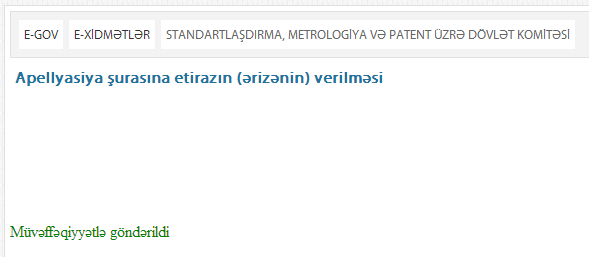 E-GOV E-XİDMƏTLƏR STANDARTLAŞDIRMA, METROLOGİYA VƏ PATENT ÜZRƏ DÖVLƏT KOMİTƏSİ
Apellyasiya şurasına etirazın (ərizənin) verilməsi
Müvəffəqiyyətlə göndərildi